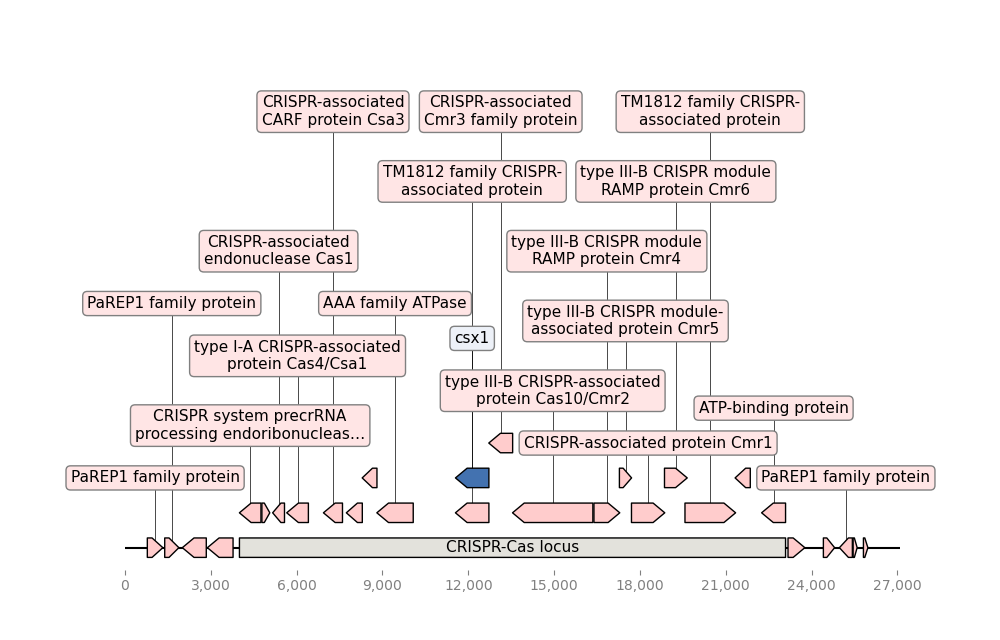 CRISPR-associated
CARF protein Csa3
CRISPR-associated
Cmr3 family protein
TM1812 family CRISPR-
associated protein
TM1812 family CRISPR-
associated protein
type III-B CRISPR module
RAMP protein Cmr6
CRISPR-associated
endonuclease Cas1
type III-B CRISPR module
RAMP protein Cmr4
PaREP1 family protein
AAA family ATPase
type III-B CRISPR module-
associated protein Cmr5
csx1
type I-A CRISPR-associated
protein Cas4/Csa1
type III-B CRISPR-associated
protein Cas10/Cmr2
ATP-binding protein
CRISPR system precrRNA
processing endoribonucleas...
CRISPR-associated protein Cmr1
PaREP1 family protein
PaREP1 family protein
CRISPR-Cas locus
0 3,000 6,000 9,000 12,000 15,000 18,000 21,000 24,000 27,000